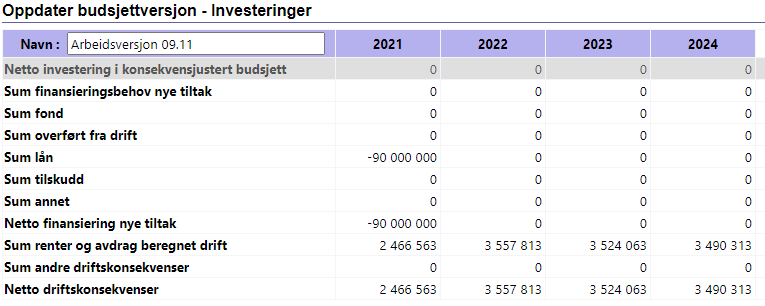 Oppdater budsjettversjon - Investeringer
Navn : Arbeidsversjon 09.11 2021 2022 2023 2024
Netto investering i konsekvensjustert budsjett 0 0 0 0
Sum finansieringsbehov nye tiltak 0 0 0 0
Sum fond 0 0 0 0
Sum overført fra drift 0 0 0 0
Sum lån -90 000 000 0 0 0
Sum tilskudd 0 0 0 0
Sum annet 0 0 0 0
Netto finansiering nye tiltak -90 000 000 0 0 0
Sum renter og avdrag beregnet drift 2 466 563 3 557 813 3 524 063 3 490 313
Sum andre driftskonsekvenser 0 0 0 0
Netto driftskonsekvenser 2 466 563 3 557 813 3 524 063 3 490 313